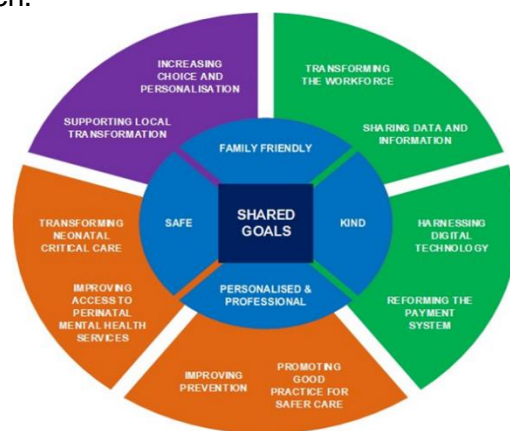 INCREASING
CHOICE AND
PERSONALISATION
SUPPORTING LOCAL
TRANSFORMATION
TRANSFORMING
THE WORKFORCE
SHARING DATA AND
INFORMATION
FAMILY FRIENDLY
SAFE
SHARED
GOALS
KIND
PERSONALISED &
PROFESSIONAL
TRANSFORMING
NEONATAL
CRITICAL CARE
IMPROVING
ACCESS TO
PERINATAL
MENTAL HEALTH
SERVICES
HARNESSING
DIGITAL
TECHNOLOGY
REFORMING THE
PAYMENT
SYSTEM
IMPROVING
PREVENTION
PROMOTING
GOOD
PRACTICE FOR
SAFER CARE